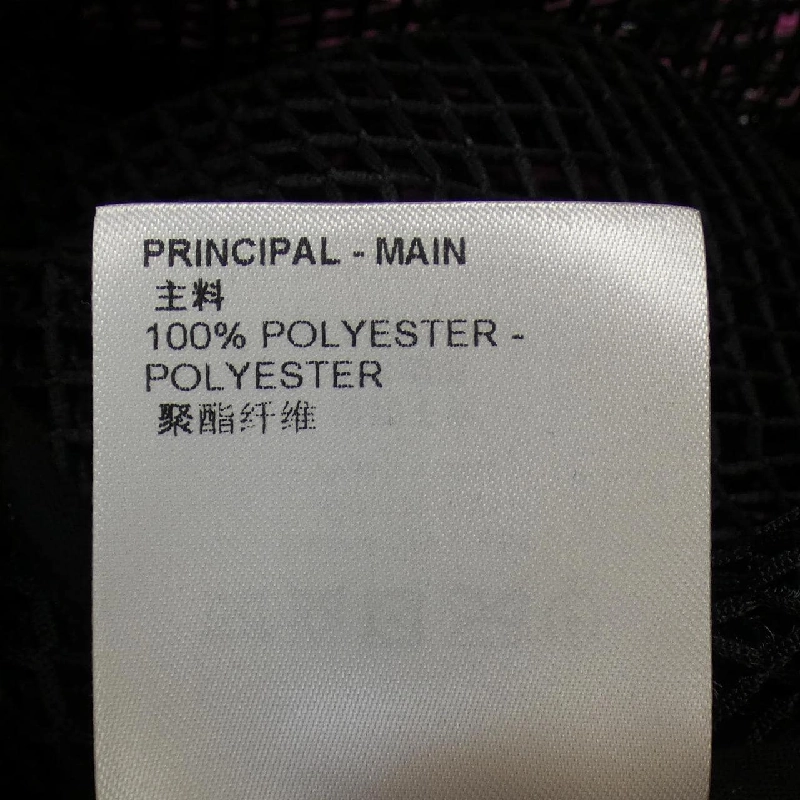 PRINCIPAL - MAIN
主料
100% POLYESTER -
POLYESTER
聚酯纤维